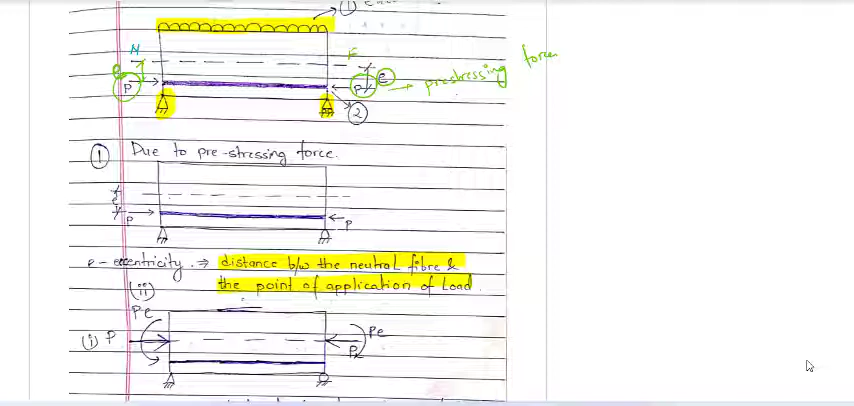 ①
N F
e P P e → prestressing force
②
① Due to pre-stressing force.
e
P P
e - eccentricity. ⇒ distance b/w the neutral fibre &
the point of application of Load.
(ii)
Pe
(i) P Pe
P